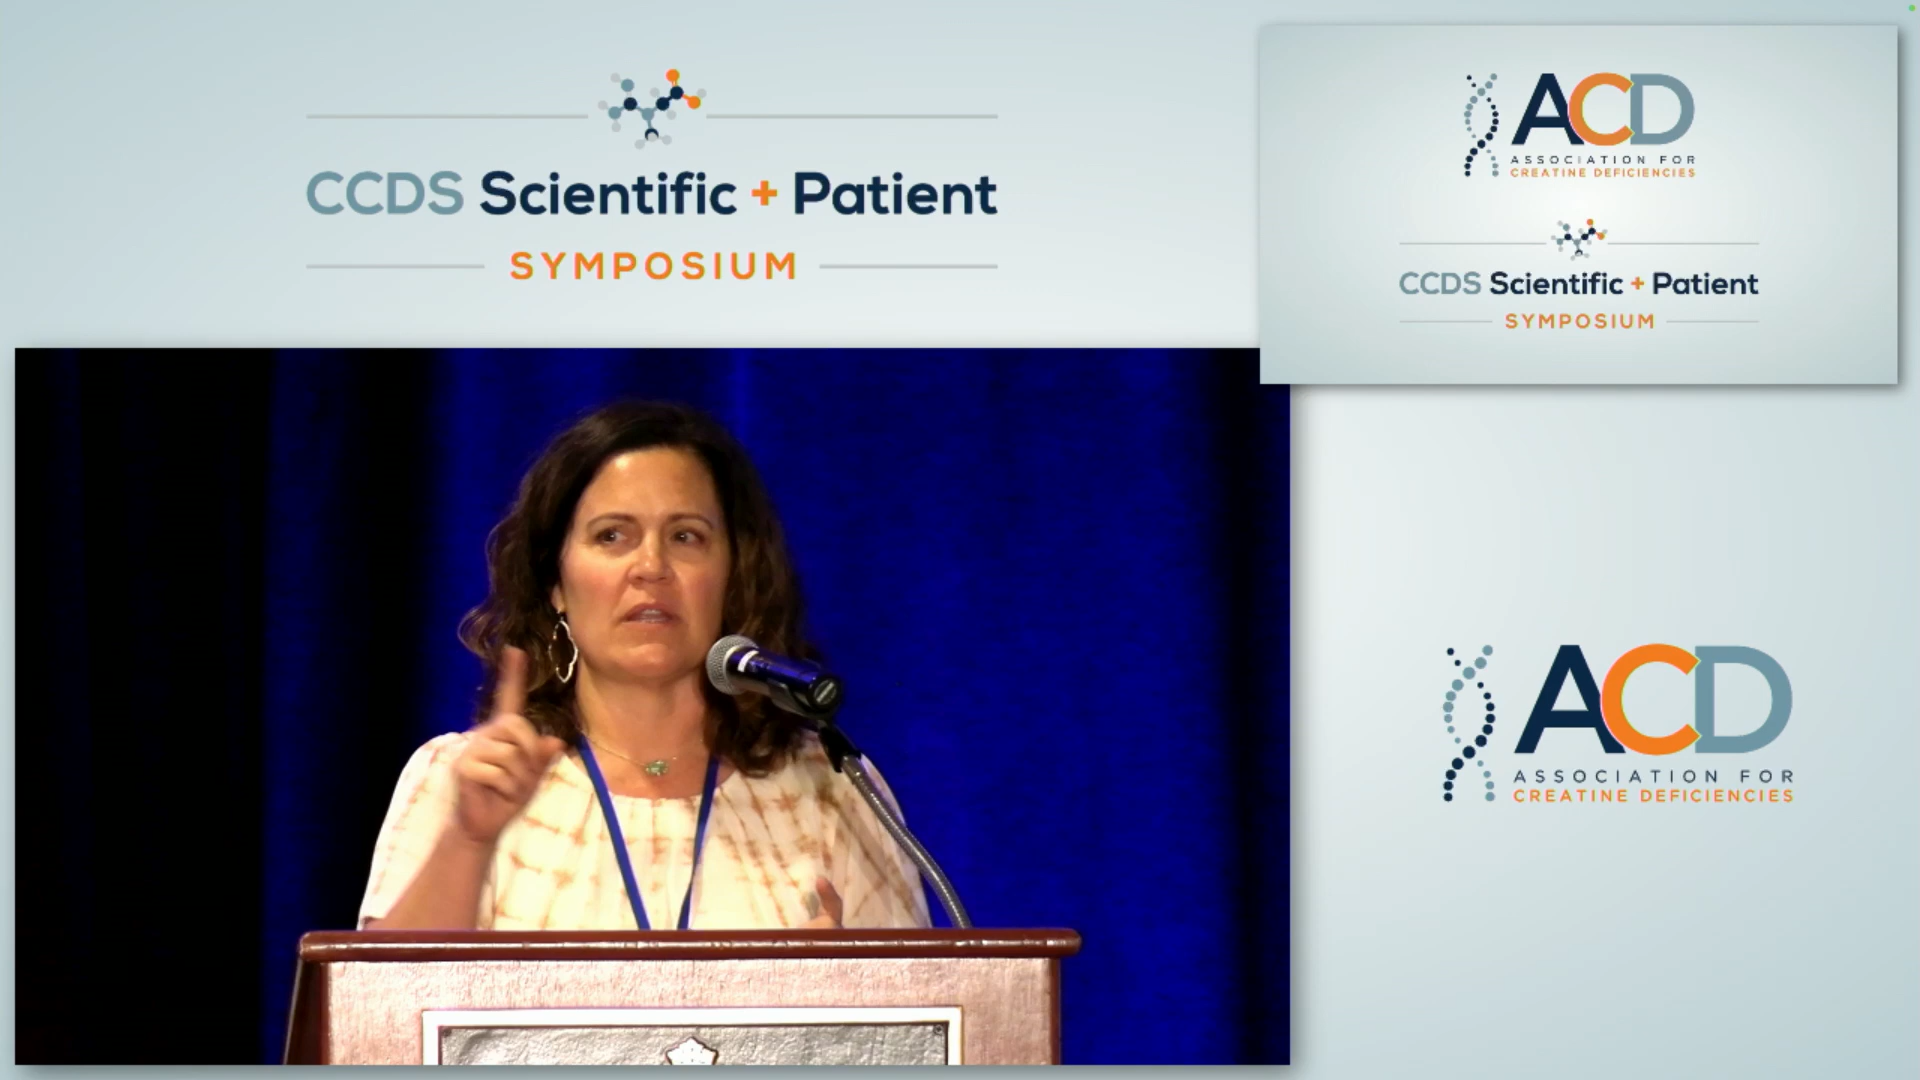 CCDS Scientific + Patient
SYMPOSIUM
ACD
ASSOCIATION FOR
CREATINE DEFICIENCIES
CCDS Scientific + Patient
SYMPOSIUM
ACD
ASSOCIATION FOR
CREATINE DEFICIENCIES